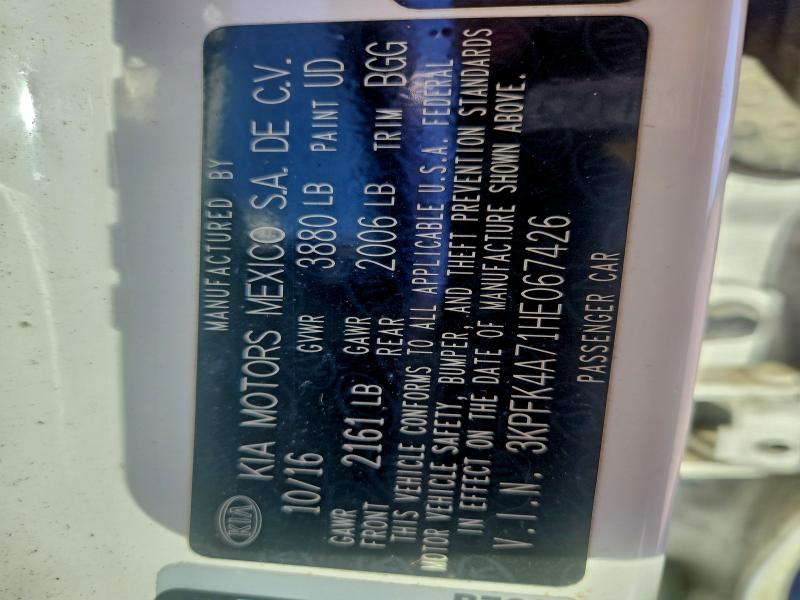 MANUFACTURED BY
KIA KIA MOTORS MEXICO S.A. DE C.V.
10/16 GVWR 3880 LB PAINT UD
GAWR FRONT 2161 LB GAWR REAR 2006 LB TRIM BGG
THIS VEHICLE CONFORMS TO ALL APPLICABLE U.S.A. FEDERAL
MOTOR VEHICLE SAFETY, BUMPER, AND THEFT PREVENTION STANDARDS
IN EFFECT ON THE DATE OF MANUFACTURE SHOWN ABOVE.
V.I.N. 3KPFK4A71HE067426
PASSENGER CAR